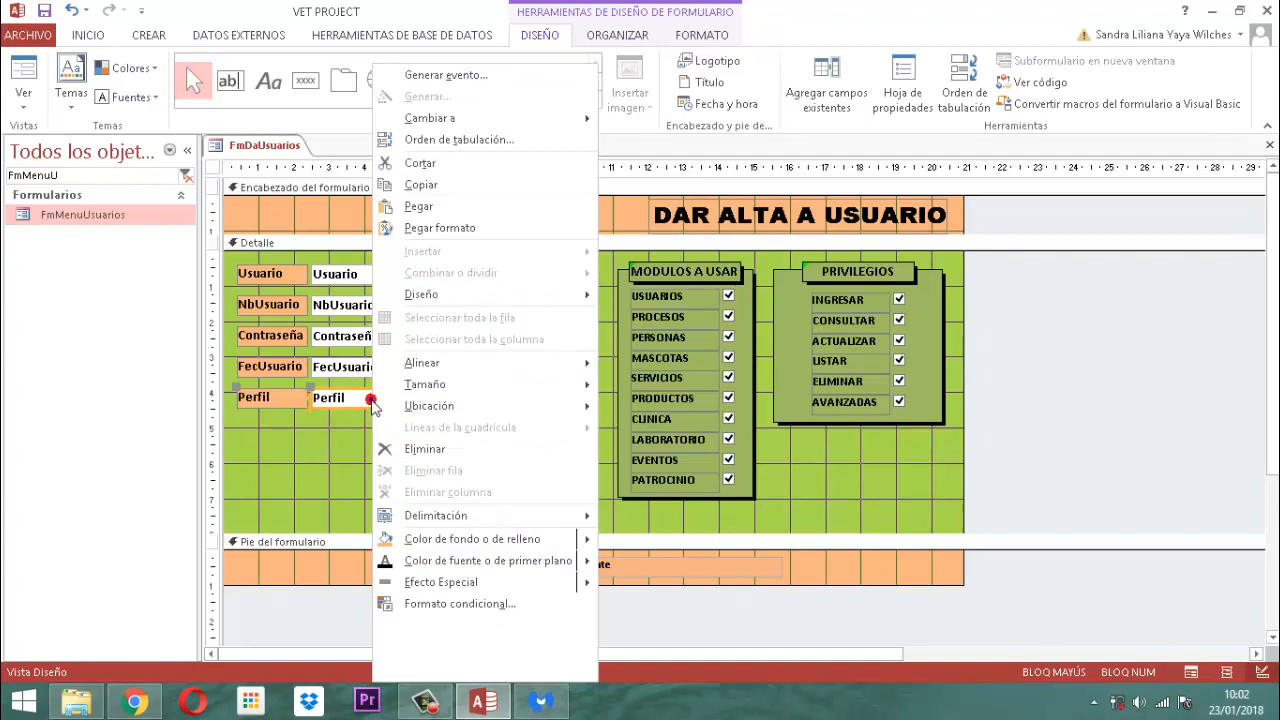 VET PROJECT
HERRAMIENTAS DE DISEÑO DE FORMULARIO
ARCHIVO
INICIO
CREAR
DATOS EXTERNOS
HERRAMIENTAS DE BASE DE DATOS
DISEÑO
ORGANIZAR
FORMATO
Sandra Liliana Yaya Wilches
Ver
Vistas
Temas
Colores
Fuentes
Temas
ab|
Aa
xxxx
Insertar
imagen
Logotipo
Título
Fecha y hora
Encabezado y pie de...
Agregar campos
existentes
Hoja de
propiedades
Orden de
tabulación
Subformulario en nueva ventana
Ver código
Convertir macros del formulario a Visual Basic
Herramientas
Todos los objet...
FmMenuU
Formularios
FmMenuUsuarios
FmDaUsuarios
Encabezado del formulario
DAR ALTA A USUARIO
Detalle
Usuario
Usuario
NbUsuario
NbUsuario
Contraseña
Contraseñ
FecUsuario
FecUsuario
Perfil
Perfil
Generar evento...
Generar...
Cambiar a
Orden de tabulación...
Cortar
Copiar
Pegar
Pegar formato
Insertar
Combinar o dividir
Diseño
Seleccionar toda la fila
Seleccionar toda la columna
Alinear
Tamaño
Ubicación
Líneas de la cuadrícula
Eliminar
Eliminar fila
Eliminar columna
Delimitación
Color de fondo o de relleno
Color de fuente o de primer plano
Efecto Especial
Formato condicional...
MODULOS A USAR
USUARIOS
PROCESOS
PERSONAS
MASCOTAS
SERVICIOS
PRODUCTOS
CLINICA
LABORATORIO
EVENTOS
PATROCINIO
PRIVILEGIOS
INGRESAR
CONSULTAR
ACTUALIZAR
LISTAR
ELIMINAR
AVANZADAS
Pie del formulario
nte
Vista Diseño
BLOQ MAYÚS
BLOQ NUM
Pr
10:02
23/01/2018